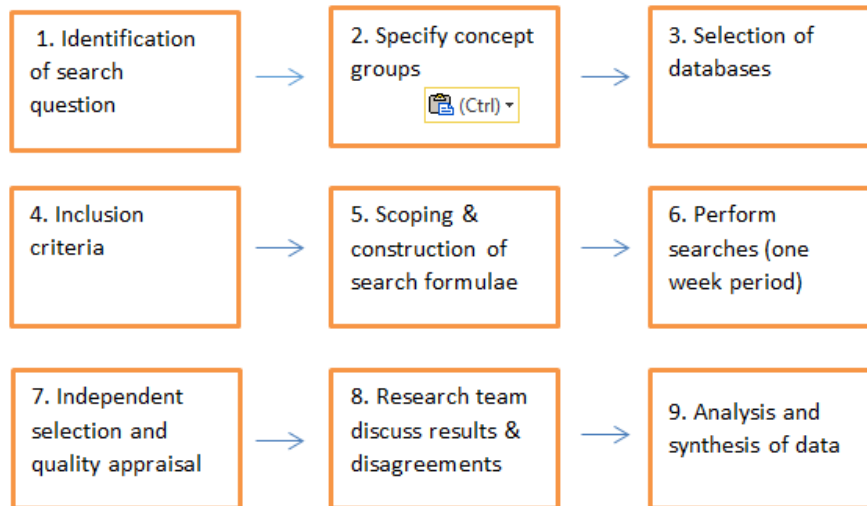 1. Identification
of search
question
2. Specify concept
groups
(Ctrl)
3. Selection of
databases
4. Inclusion
criteria
5. Scoping &
construction of
search formulae
6. Perform
searches (one
week period)
7. Independent
selection and
quality appraisal
8. Research team
discuss results &
disagreements
9. Analysis and
synthesis of data